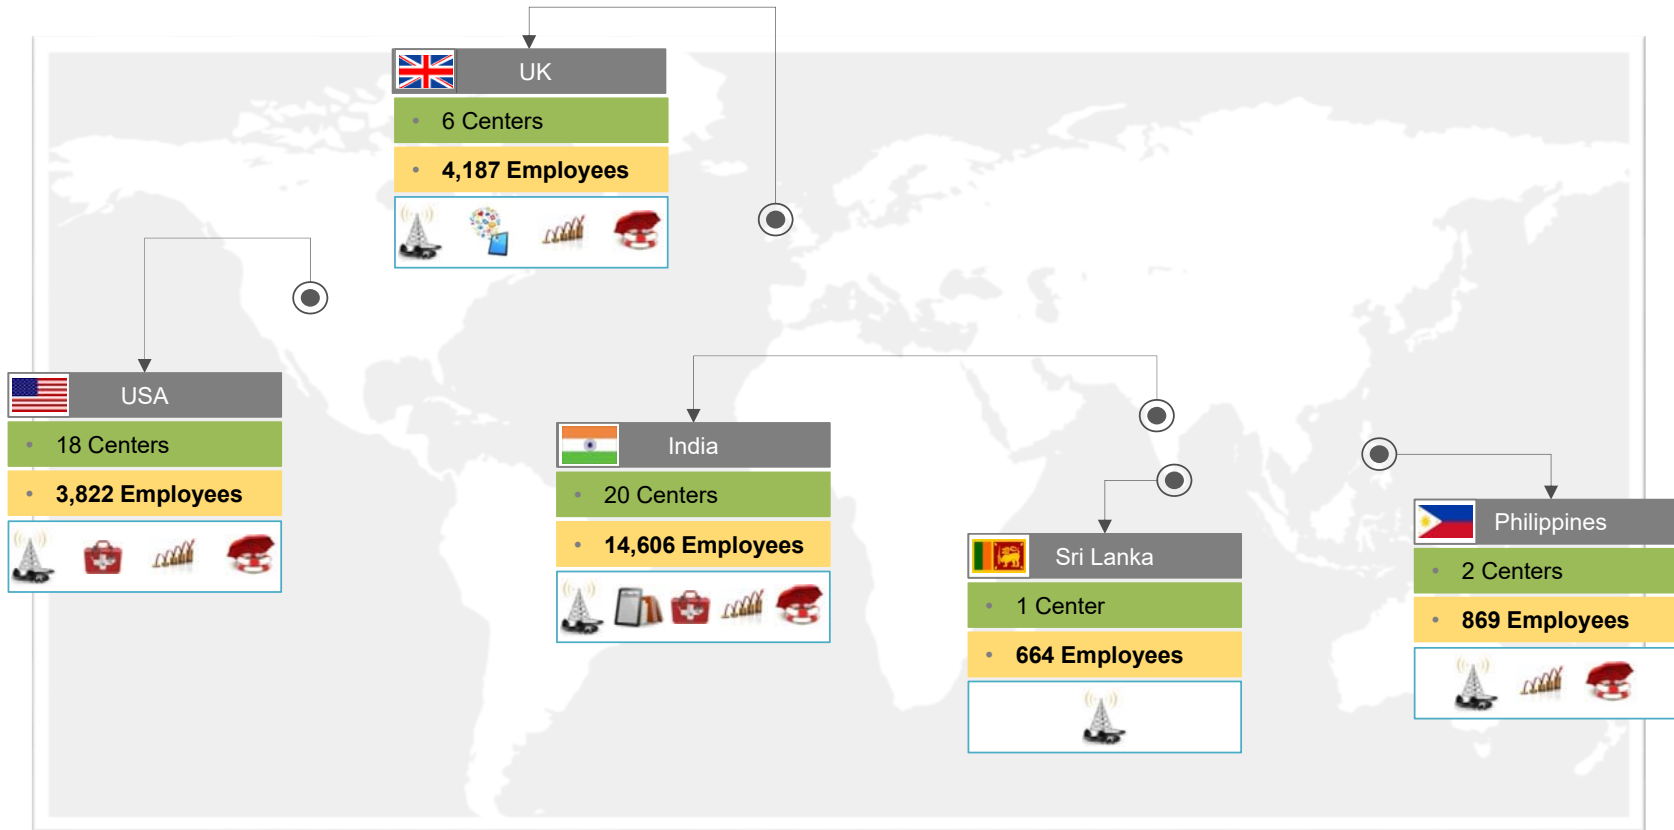 UK
• 6 Centers
• 4,187 Employees
USA
• 18 Centers
• 3,822 Employees
India
• 20 Centers
• 14,606 Employees
Sri Lanka
• 1 Center
• 664 Employees
Philippines
• 2 Centers
• 869 Employees